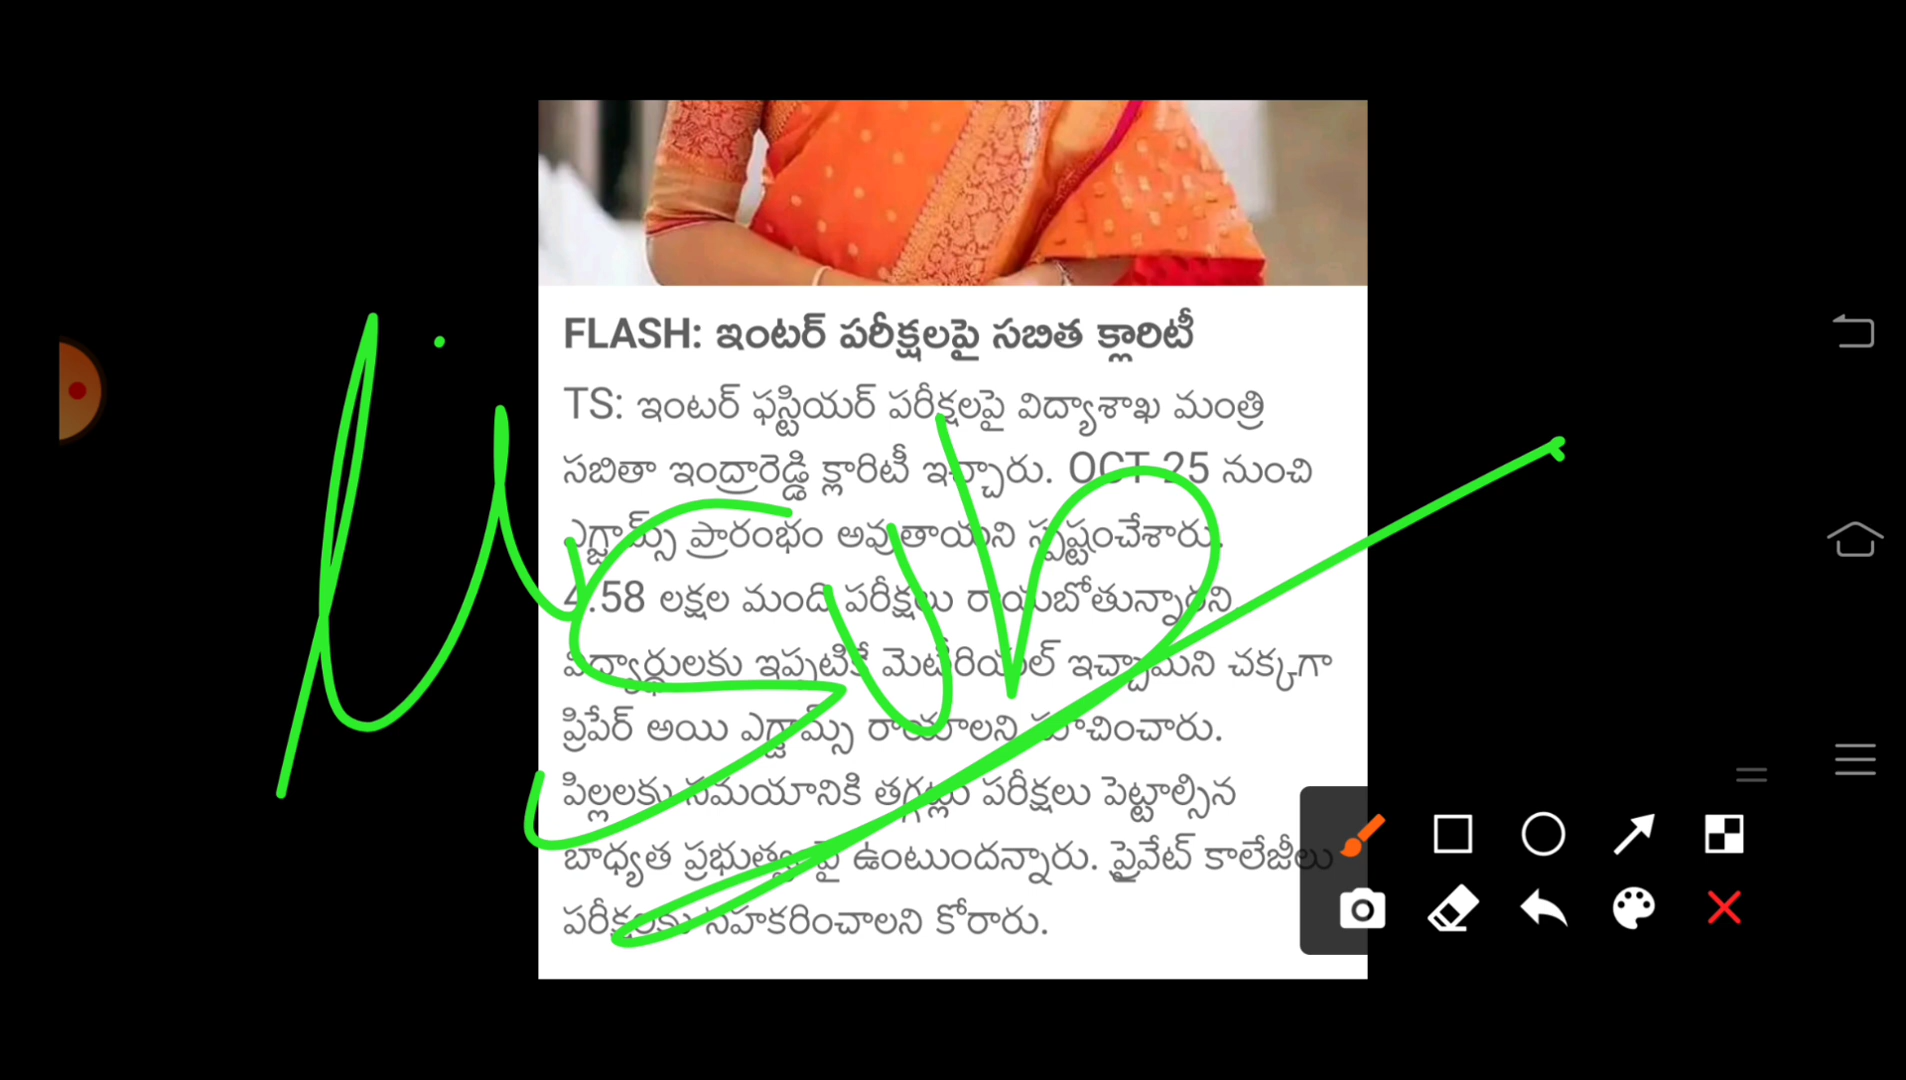 FLASH: ఇంటర్ పరీక్షలపై సబిత క్లారిటీ
TS: ఇంటర్ ఫస్టియర్ పరీక్షలపై విద్యాశాఖ మంత్రి
సబితా ఇంద్రారెడ్డి క్లారిటీ ఇచ్చారు. OCT 25 నుంచి
ఎగ్జామ్స్ ప్రారంభం అవుతాయని స్పష్టంచేశారు.
4.58 లక్షల మంది పరీక్షలు రాయబోతున్నారని,
విద్యార్థులకు ఇప్పటికే మెటీరియల్ ఇచ్చామని చక్కగా
ప్రిపేర్ అయి ఎగ్జామ్స్ రాయాలని సూచించారు.
పిల్లలకు సమయానికి తగ్గట్లు పరీక్షలు పెట్టాల్సిన
బాధ్యత ప్రభుత్వంపై ఉంటుందన్నారు. ప్రైవేట్ కాలేజీలు
పరీక్షలకు సహకరించాలని కోరారు.